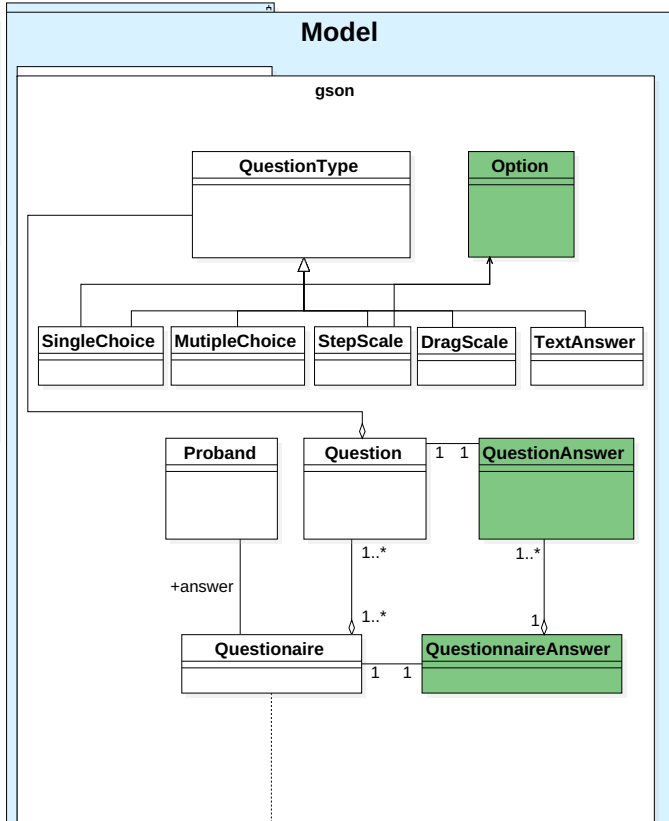 Model
gson
QuestionType
Option
SingleChoice
MutipleChoice
StepScale
DragScale
TextAnswer
Proband
Question
1
1
QuestionAnswer
1..*
1..*
+answer
1..*
1
Questionaire
1
1
QuestionnaireAnswer